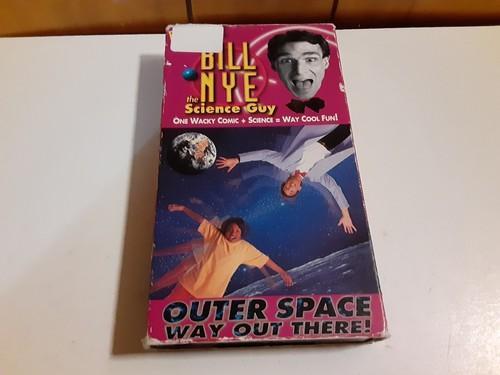 BILL
NYE
the
Science Guy
ONE WACKY COMIC + SCIENCE = WAY COOL FUN!
OUTER SPACE
WAY OUT THERE!